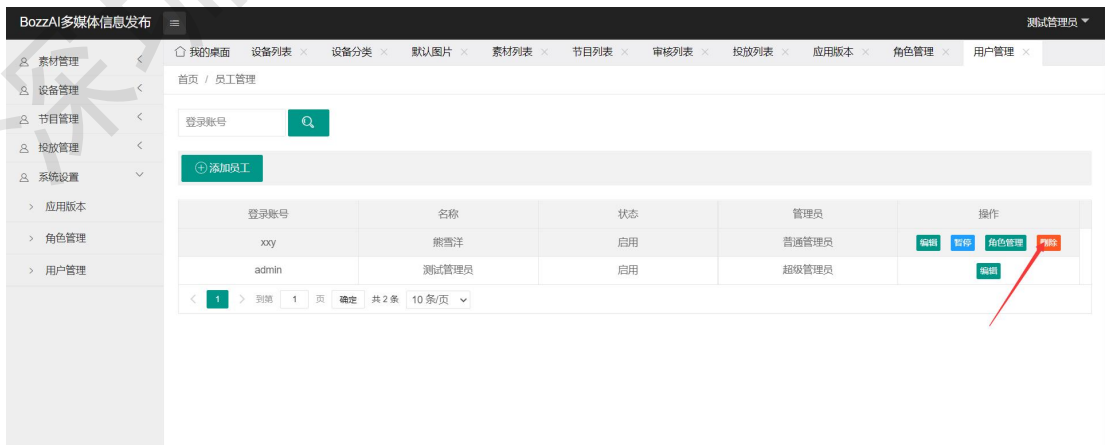 BozzAI多媒体信息发布 测试管理员
素材管理
设备管理
节目管理
投放管理
系统设置
应用版本
角色管理
用户管理
我的桌面 设备列表 设备分类 默认图片 素材列表 节目列表 审核列表 投放列表 应用版本 角色管理 用户管理
首页 / 员工管理
登录账号
添加员工
登录账号 名称 状态 管理员 操作
xxy 熊雪洋 启用 普通管理员 编辑 暂停 角色管理 删除
admin 测试管理员 启用 超级管理员 编辑
1 到第 1 页 确定 共 2 条 10 条/页